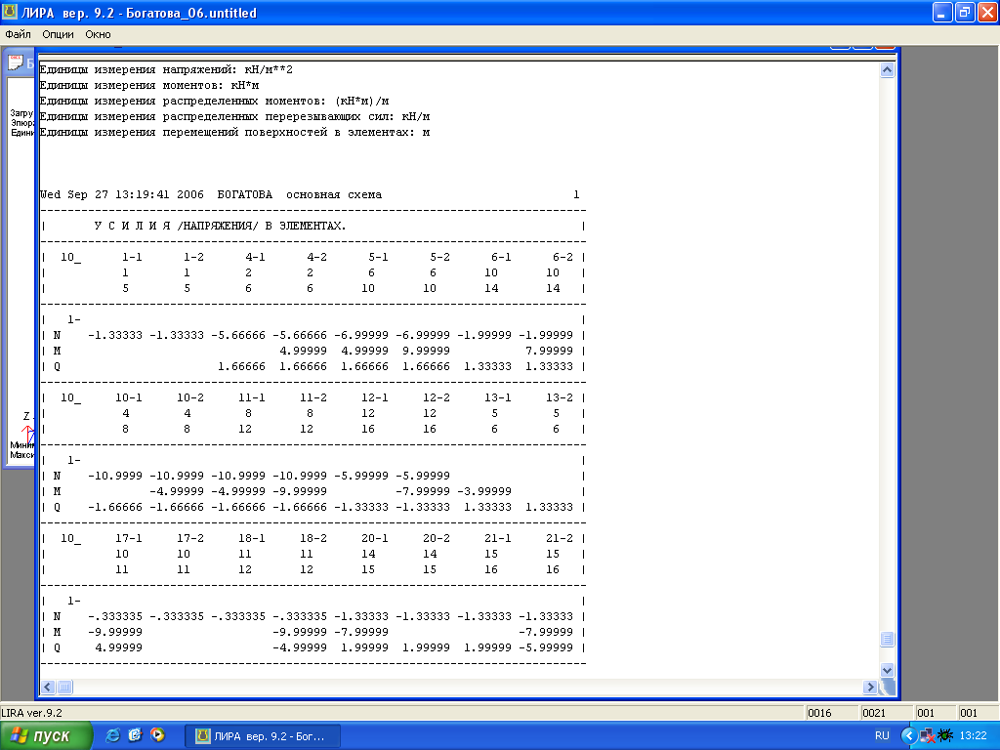 ЛИРА вер. 9.2 - Богатова_06.untitled
Файл Опции Окно
Единицы измерения напряжений: кН/м**2
Единицы измерения моментов: кН*м
Единицы измерения распределенных моментов: (кН*м)/м
Единицы измерения распределенных перерезывающих сил: кН/м
Единицы измерения перемещений поверхностей в элементах: м
Загру
Эпюра
Един
Wed Sep 27 13:19:41 2006 БОГАТОВА основная схема 1
------------------------------------------------------------------------
| У С И Л И Я /НАПРЯЖЕНИЯ/ В ЭЛЕМЕНТАХ. |
------------------------------------------------------------------------
| 10_ 1-1 1-2 4-1 4-2 5-1 5-2 6-1 6-2 |
| 1 1 2 2 6 6 10 10 |
| 5 5 6 6 10 10 14 14 |
------------------------------------------------------------------------
| 1- |
| N -1.33333 -1.33333 -5.66666 -5.66666 -6.99999 -6.99999 -1.99999 -1.99999 |
| M 4.99999 4.99999 9.99999 7.99999 |
| Q 1.66666 1.66666 1.66666 1.66666 1.33333 1.33333 |
------------------------------------------------------------------------
| 10_ 10-1 10-2 11-1 11-2 12-1 12-2 13-1 13-2 |
| 4 4 8 8 12 12 5 5 |
| 8 8 12 12 16 16 6 6 |
------------------------------------------------------------------------
| 1- |
| N -10.9999 -10.9999 -10.9999 -10.9999 -5.99999 -5.99999 |
| M -4.99999 -4.99999 -9.99999 -7.99999 -3.99999 |
| Q -1.66666 -1.66666 -1.66666 -1.66666 -1.33333 -1.33333 1.33333 1.33333 |
------------------------------------------------------------------------
| 10_ 17-1 17-2 18-1 18-2 20-1 20-2 21-1 21-2 |
| 10 10 11 11 14 14 15 15 |
| 11 11 12 12 15 15 16 16 |
------------------------------------------------------------------------
| 1- |
| N -.333335 -.333335 -.333335 -.333335 -1.33333 -1.33333 -1.33333 -1.33333 |
| M -9.99999 -9.99999 -7.99999 -7.99999 |
| Q 4.99999 -4.99999 1.99999 1.99999 1.99999 -5.99999 |
------------------------------------------------------------------------
Z
Мини
Макси
LIRA ver.9.2 0016 0021 001 001
пуск ЛИРА вер. 9.2 - Бог... RU 13:22